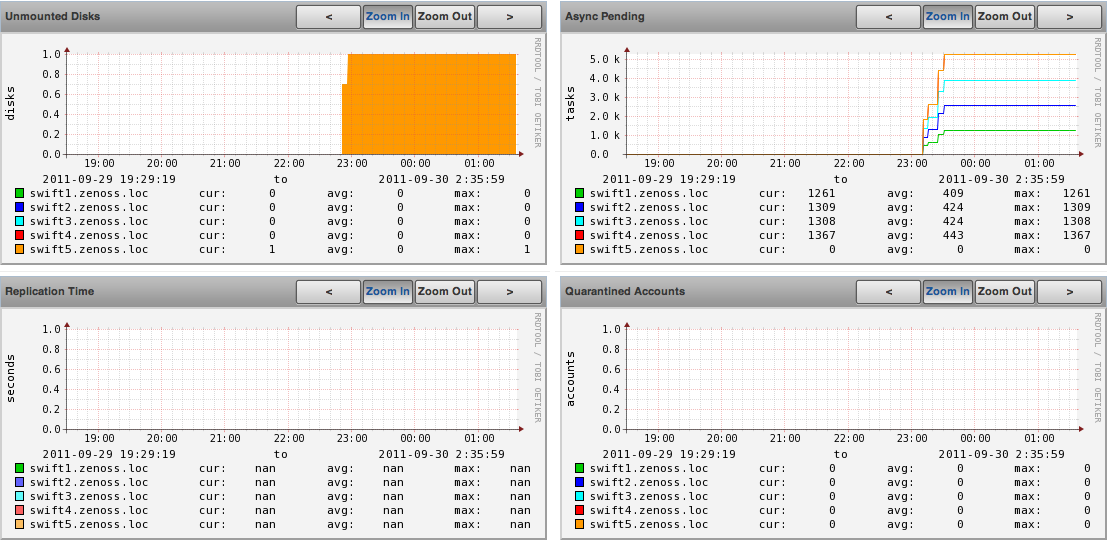 Unmounted Disks < Zoom In Zoom Out >
RRDTOOL / TOBI OETIKER
disks
1.0
0.8
0.6
0.4
0.2
0.0
19:00 20:00 21:00 22:00 23:00 00:00 01:00
2011-09-29 19:29:19 to 2011-09-30 2:35:59
swift1.zenoss.loc cur: 0 avg: 0 max: 0
swift2.zenoss.loc cur: 0 avg: 0 max: 0
swift3.zenoss.loc cur: 0 avg: 0 max: 0
swift4.zenoss.loc cur: 0 avg: 0 max: 0
swift5.zenoss.loc cur: 1 avg: 0 max: 1
Async Pending < Zoom In Zoom Out >
RRDTOOL / TOBI OETIKER
tasks
5.0 k
4.0 k
3.0 k
2.0 k
1.0 k
0.0
19:00 20:00 21:00 22:00 23:00 00:00 01:00
2011-09-29 19:29:19 to 2011-09-30 2:35:59
swift1.zenoss.loc cur: 1261 avg: 409 max: 1261
swift2.zenoss.loc cur: 1309 avg: 424 max: 1309
swift3.zenoss.loc cur: 1308 avg: 424 max: 1308
swift4.zenoss.loc cur: 1367 avg: 443 max: 1367
swift5.zenoss.loc cur: 0 avg: 0 max: 0
Replication Time < Zoom In Zoom Out >
RRDTOOL / TOBI OETIKER
seconds
1.0
0.8
0.6
0.4
0.2
0.0
19:00 20:00 21:00 22:00 23:00 00:00 01:00
2011-09-29 19:29:19 to 2011-09-30 2:35:59
swift1.zenoss.loc cur: nan avg: nan max: nan
swift2.zenoss.loc cur: nan avg: nan max: nan
swift3.zenoss.loc cur: nan avg: nan max: nan
swift4.zenoss.loc cur: nan avg: nan max: nan
swift5.zenoss.loc cur: nan avg: nan max: nan
Quarantined Accounts < Zoom In Zoom Out >
RRDTOOL / TOBI OETIKER
accounts
1.0
0.8
0.6
0.4
0.2
0.0
19:00 20:00 21:00 22:00 23:00 00:00 01:00
2011-09-29 19:29:19 to 2011-09-30 2:35:59
swift1.zenoss.loc cur: 0 avg: 0 max: 0
swift2.zenoss.loc cur: 0 avg: 0 max: 0
swift3.zenoss.loc cur: 0 avg: 0 max: 0
swift4.zenoss.loc cur: 0 avg: 0 max: 0
swift5.zenoss.loc cur: 0 avg: 0 max: 0